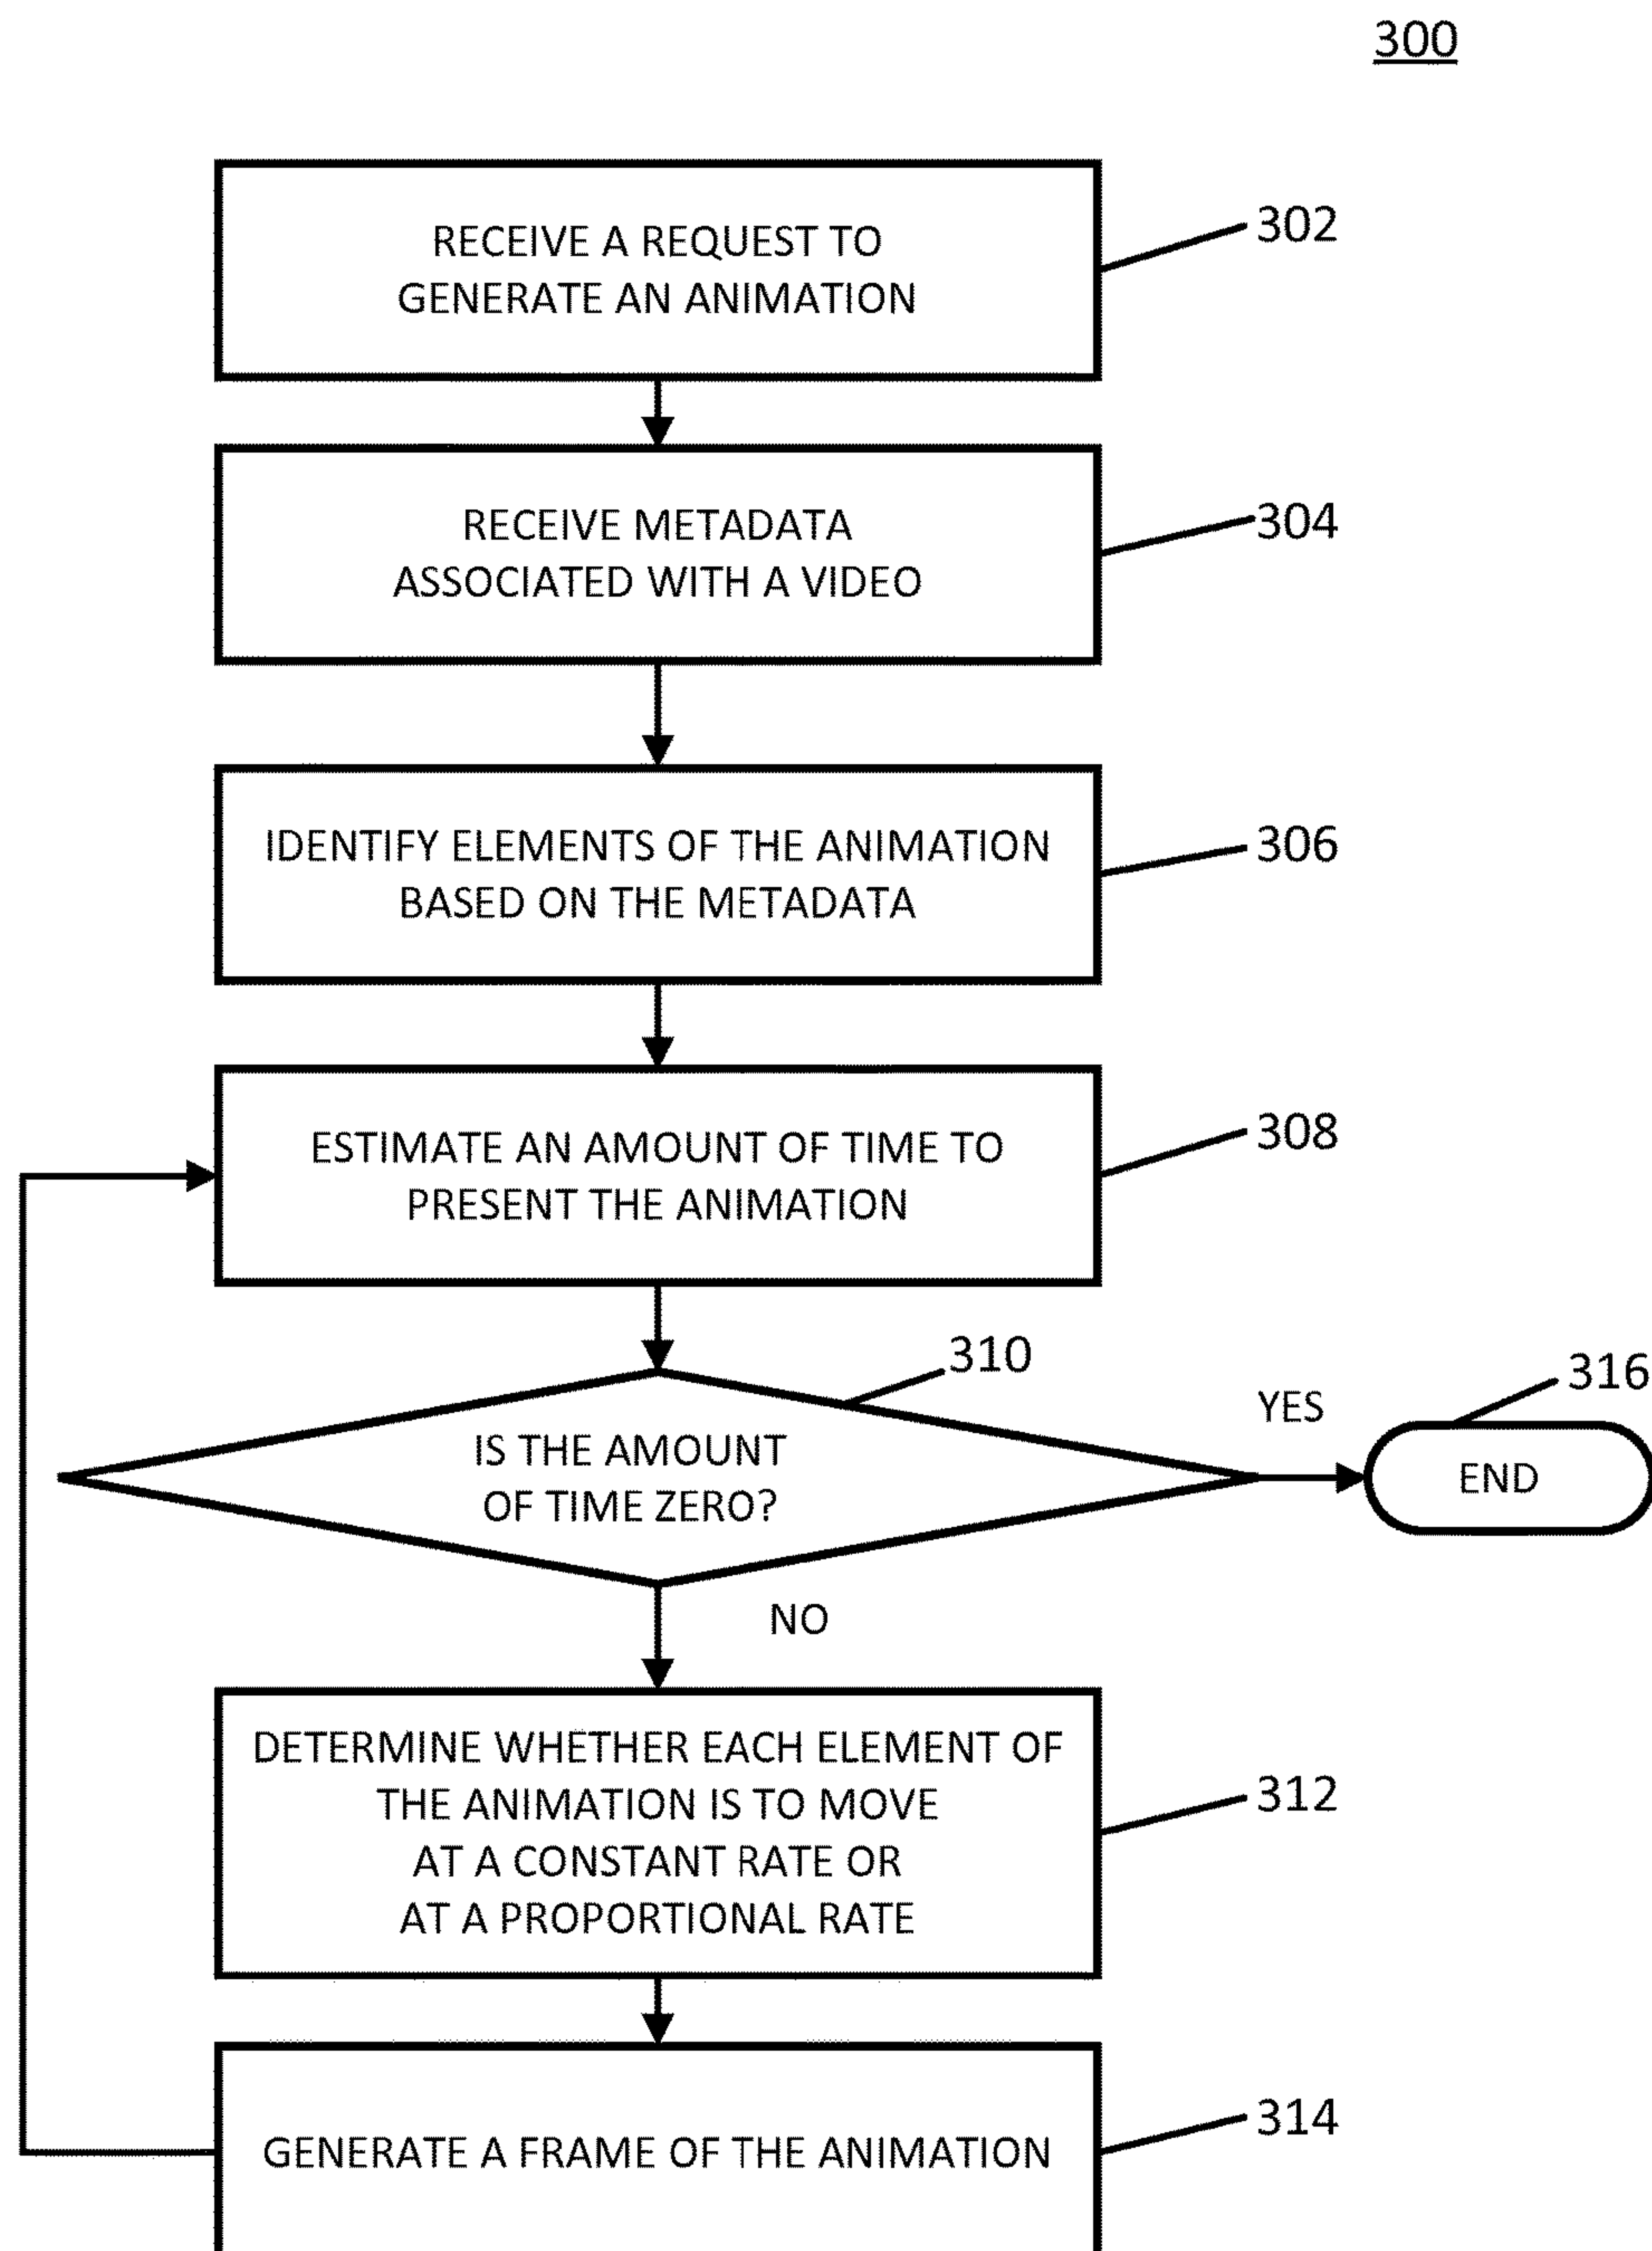 300
RECEIVE A REQUEST TO
GENERATE AN ANIMATION
302
RECEIVE METADATA
ASSOCIATED WITH A VIDEO
304
IDENTIFY ELEMENTS OF THE ANIMATION
BASED ON THE METADATA
306
ESTIMATE AN AMOUNT OF TIME TO
PRESENT THE ANIMATION
308
310
IS THE AMOUNT
OF TIME ZERO?
YES
316
END
NO
DETERMINE WHETHER EACH ELEMENT OF
THE ANIMATION IS TO MOVE
AT A CONSTANT RATE OR
AT A PROPORTIONAL RATE
312
GENERATE A FRAME OF THE ANIMATION
314